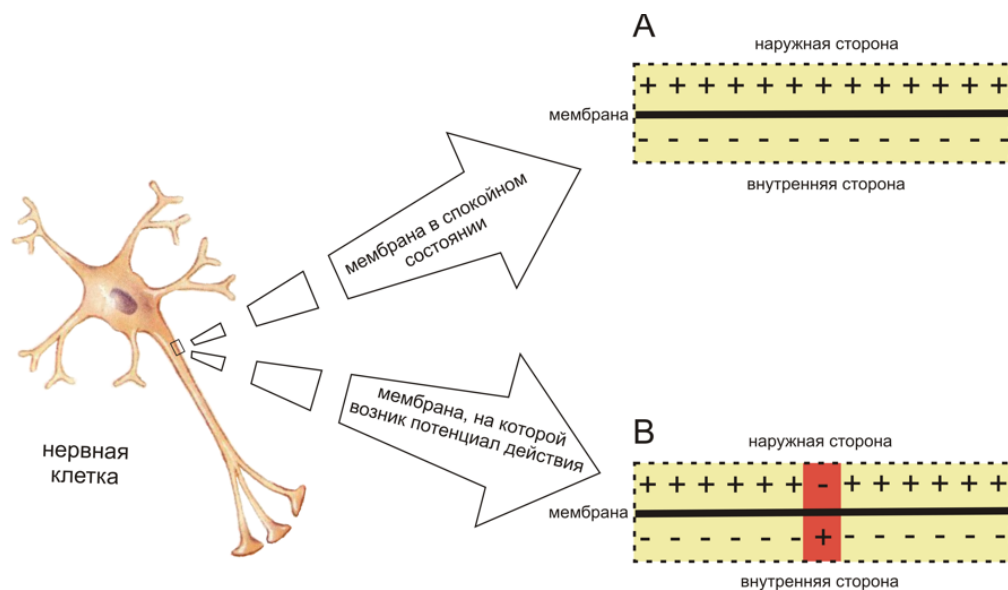 A
наружная сторона
+ + + + + + + + + + + + +
мембрана
- - - - - - - - - - - - -
внутренняя сторона
мембрана в спокойном
состоянии
нервная
клетка
мембрана, на которой
возник потенциал действия
B
наружная сторона
+ + + + + + - + + + + + +
мембрана
- - - - - - + - - - - - -
внутренняя сторона